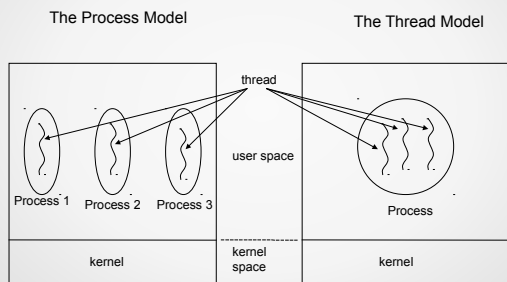 The Process Model
The Thread Model
thread
user space
Process 1
Process 2
Process 3
Process
kernel
kernel
space
kernel